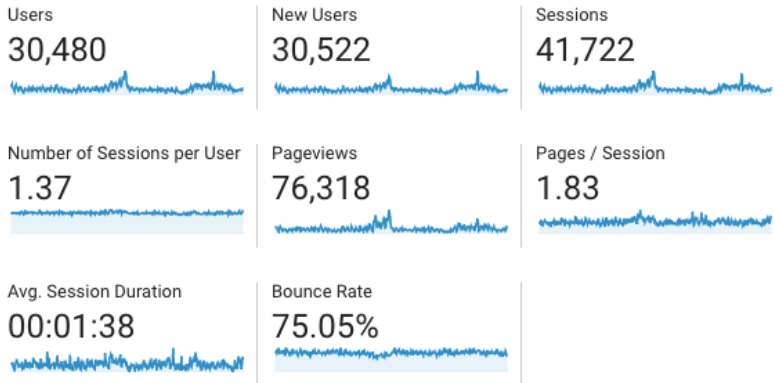 Users
30,480
New Users
30,522
Sessions
41,722
Number of Sessions per User
1.37
Pageviews
76,318
Pages / Session
1.83
Avg. Session Duration
00:01:38
Bounce Rate
75.05%